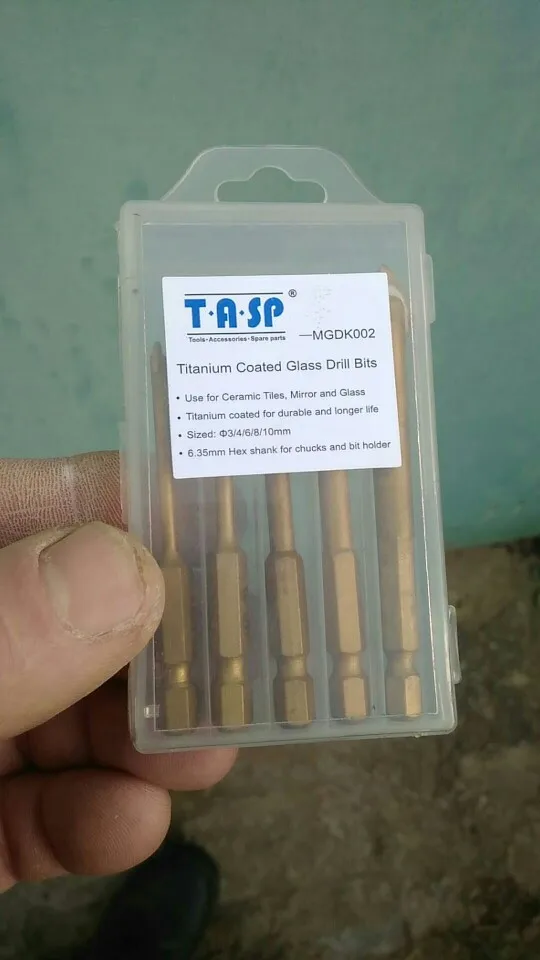 T·A·SP®
Tools·Accessories·Spare parts
—MGDK002
Titanium Coated Glass Drill Bits
• Use for Ceramic Tiles, Mirror and Glass
• Titanium coated for durable and longer life
• Sized: Φ3/4/6/8/10mm
• 6.35mm Hex shank for chucks and bit holder